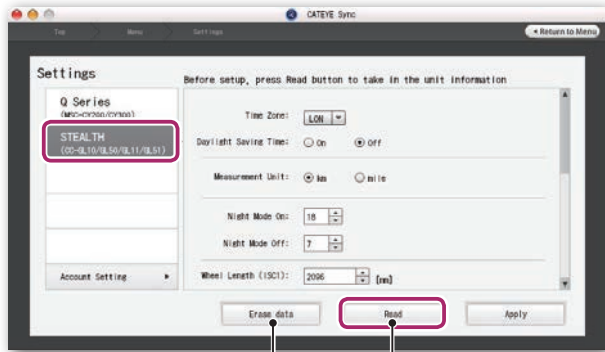 CATEYE Sync
Top Menu Settings
Return to Menu
Settings
Before setup, press Read button to take in the unit information
Q Series
(MSC-CY200/CY300)
STEALTH
(CC-GL10/GL50/GL11/GL51)
Account Setting
Time Zone: LON
Daylight Saving Time: On Off
Measurement Unit: km mile
Night Mode On: 18
Night Mode Off: 7
Wheel Length (ISC1): 2096 [mm]
Erase data Read Apply